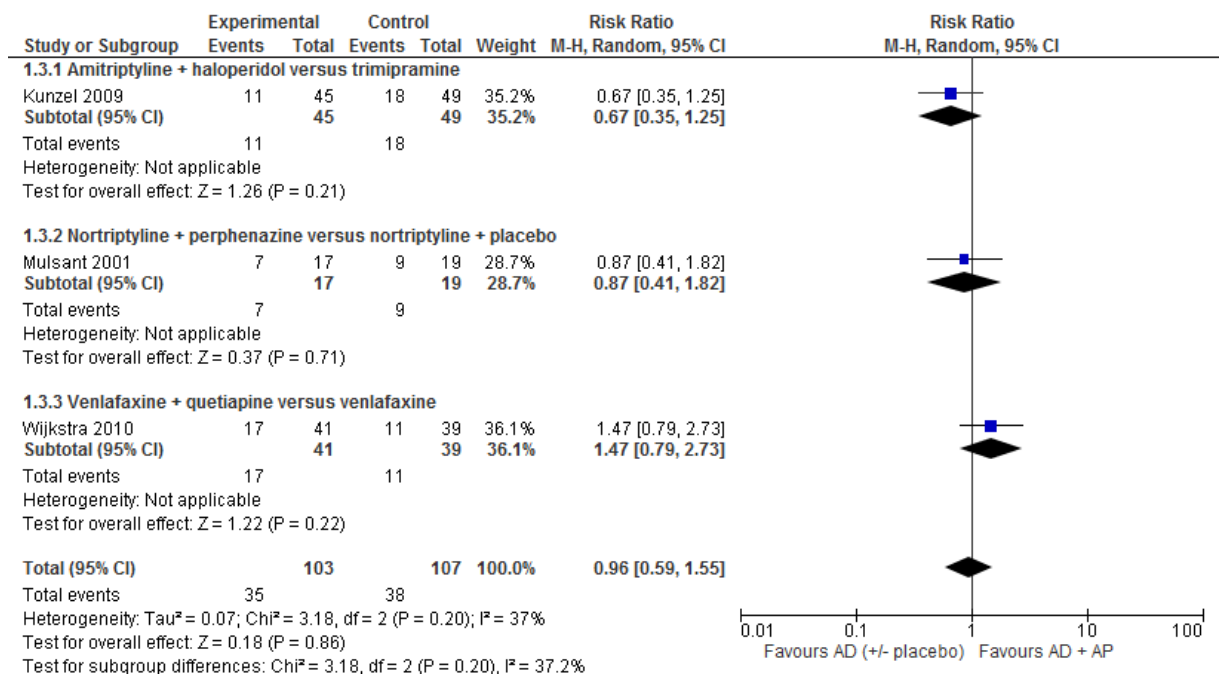 Experimental Control Risk Ratio Risk Ratio
Study or Subgroup Events Total Events Total Weight M-H, Random, 95% CI M-H, Random, 95% CI
1.3.1 Amitriptyline + haloperidol versus trimipramine
Kunzel 2009 11 45 18 49 35.2% 0.67 [0.35, 1.25]
Subtotal (95% CI) 45 49 35.2% 0.67 [0.35, 1.25]
Total events 11 18
Heterogeneity: Not applicable
Test for overall effect: Z = 1.26 (P = 0.21)
1.3.2 Nortriptyline + perphenazine versus nortriptyline + placebo
Mulsant 2001 7 17 9 19 28.7% 0.87 [0.41, 1.82]
Subtotal (95% CI) 17 19 28.7% 0.87 [0.41, 1.82]
Total events 7 9
Heterogeneity: Not applicable
Test for overall effect: Z = 0.37 (P = 0.71)
1.3.3 Venlafaxine + quetiapine versus venlafaxine
Wijkstra 2010 17 41 11 39 36.1% 1.47 [0.79, 2.73]
Subtotal (95% CI) 41 39 36.1% 1.47 [0.79, 2.73]
Total events 17 11
Heterogeneity: Not applicable
Test for overall effect: Z = 1.22 (P = 0.22)
Total (95% CI) 103 107 100.0% 0.96 [0.59, 1.55]
Total events 35 38
Heterogeneity: Tau² = 0.07; Chi² = 3.18, df = 2 (P = 0.20); I² = 37%
Test for overall effect: Z = 0.18 (P = 0.86)
Test for subgroup differences: Chi² = 3.18, df = 2 (P = 0.20), I² = 37.2%
0.01 0.1 1 10 100
Favours AD (+/- placebo) Favours AD + AP